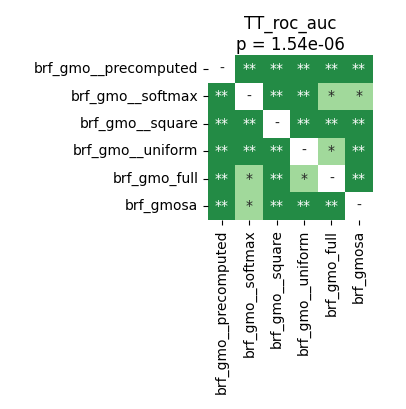 TT_roc_auc
p = 1.54e-06
brf_gmo__precomputed - ** ** ** ** **
brf_gmo__softmax ** - ** ** * *
brf_gmo__square ** ** - ** ** **
brf_gmo__uniform ** ** ** - * **
brf_gmo_full ** * ** * - **
brf_gmosa ** * ** ** ** -
brf_gmo__precomputed
brf_gmo__softmax
brf_gmo__square
brf_gmo__uniform
brf_gmo_full
brf_gmosa